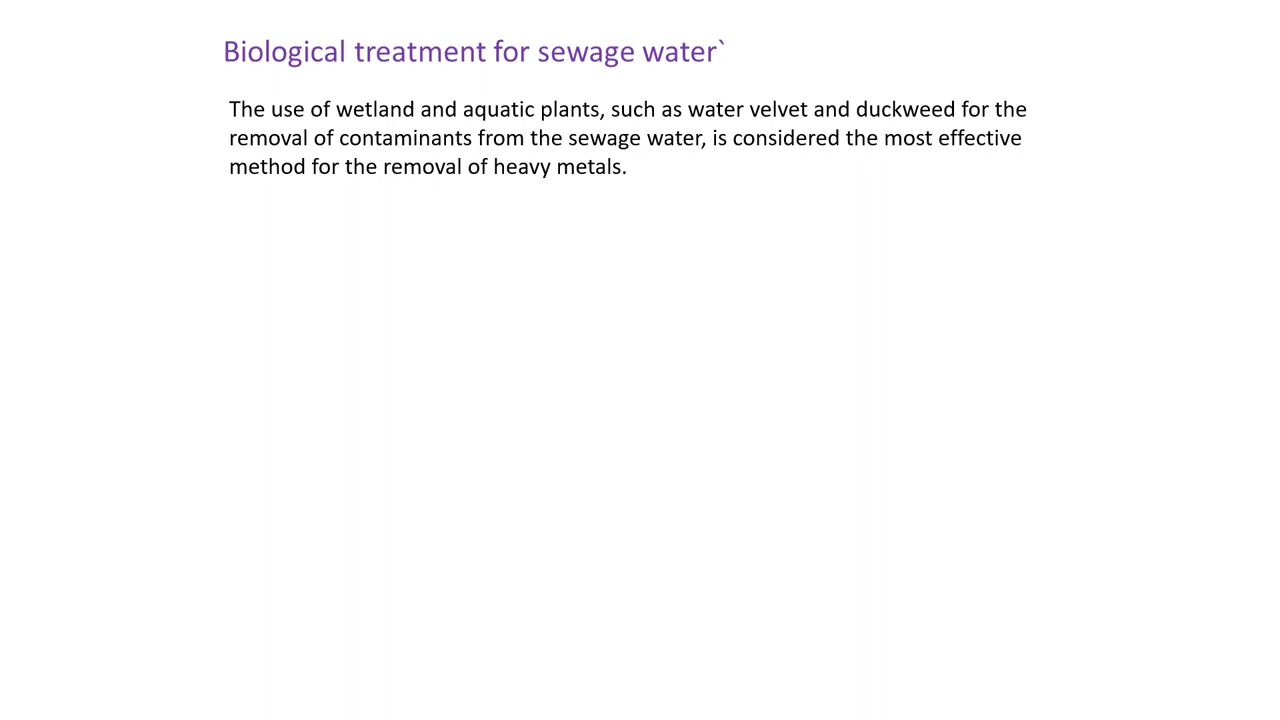 Biological treatment for sewage water`
The use of wetland and aquatic plants, such as water velvet and duckweed for the
removal of contaminants from the sewage water, is considered the most effective
method for the removal of heavy metals.